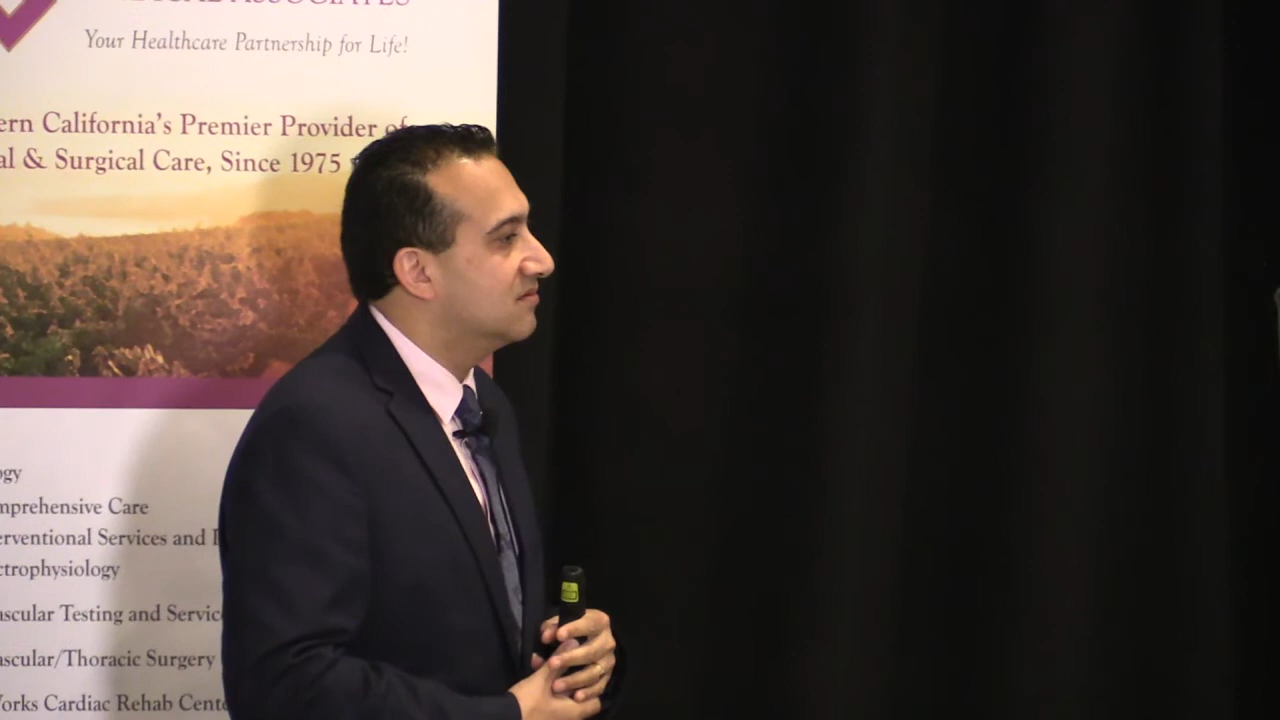 Your Healthcare Partnership for Life!
ern California's Premier Provider of
al & Surgical Care, Since 1975
ogy
mprehensive Care
erventional Services and
ctrophysiology
ascular Testing and Servic
ascular/Thoracic Surgery
Works Cardiac Rehab Cente